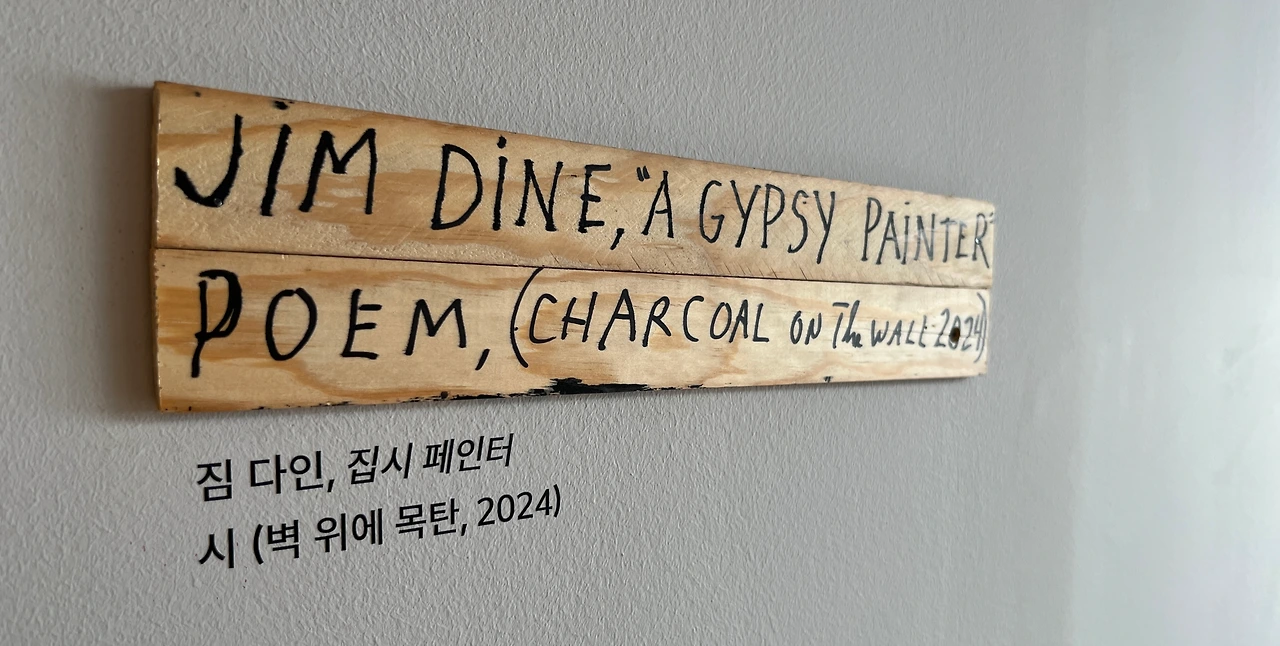 JiM DiNE, "A GYPSY PAiNTER"
POEM, (CHARCOAL ON The WALL 2024)
짐 다인, 집시 페인터
시 (벽 위에 목탄, 2024)